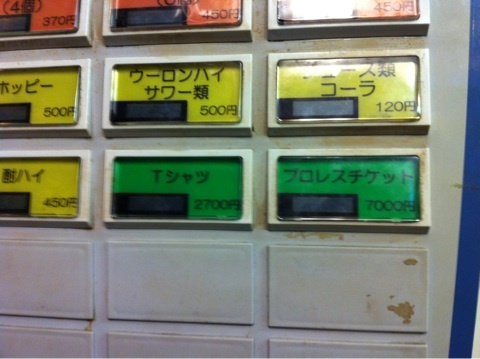 (4個)
370円
450円
450円
ホッピー
500円
ウーロンハイ
サワー類
500円
ジュース類
コーラ
120円
酎ハイ
450円
Tシャツ
2700円
プロレスチケット
7000円